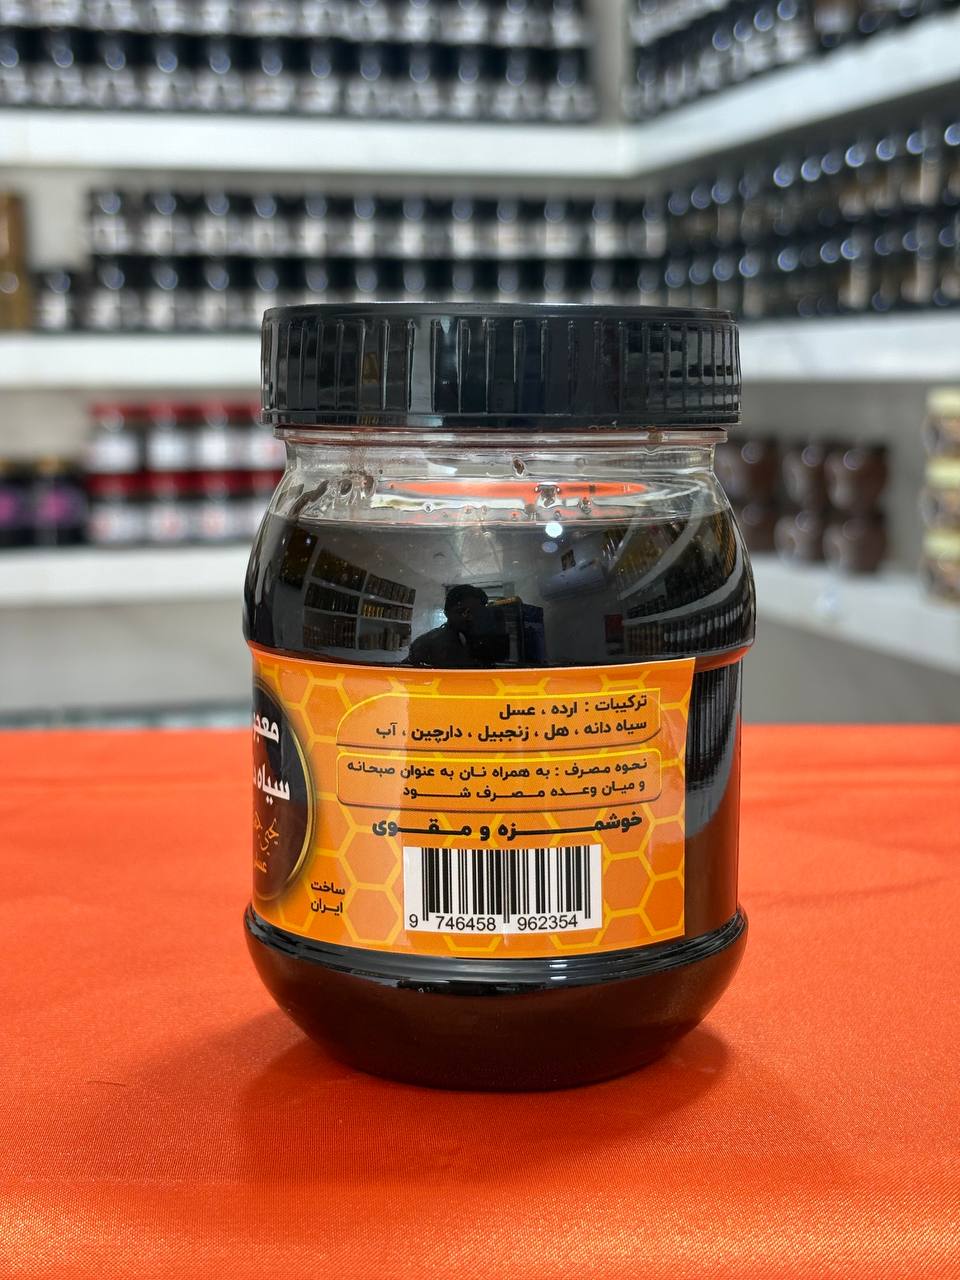 ترکیبات : ارده ، عسل
سیاه دانه ، هل ، زنجبیل ، دارچین ، آب
نحوه مصرف : به همراه نان به عنوان صبحانه
و میان وعده مصرف شود
خوشمزه و مقوی
ساخت
ایران
9 746458 962354